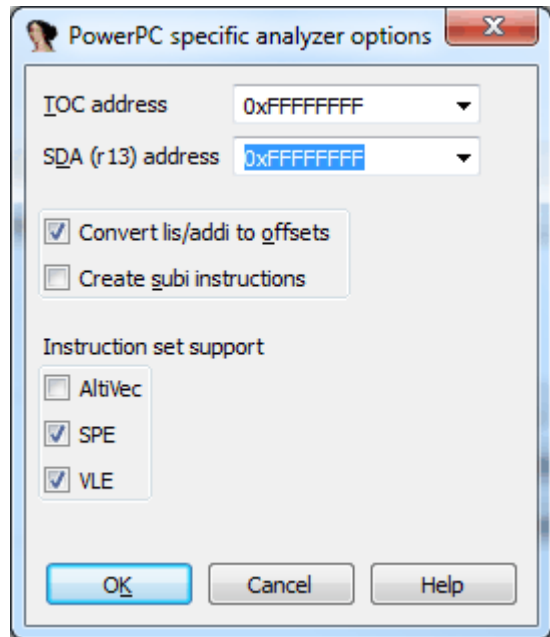 PowerPC specific analyzer options
TOC address 0xFFFFFFFF
SDA (r13) address 0xFFFFFFFF
Convert lis/addi to offsets
Create subi instructions
Instruction set support
AltiVec
SPE
VLE
OK Cancel Help